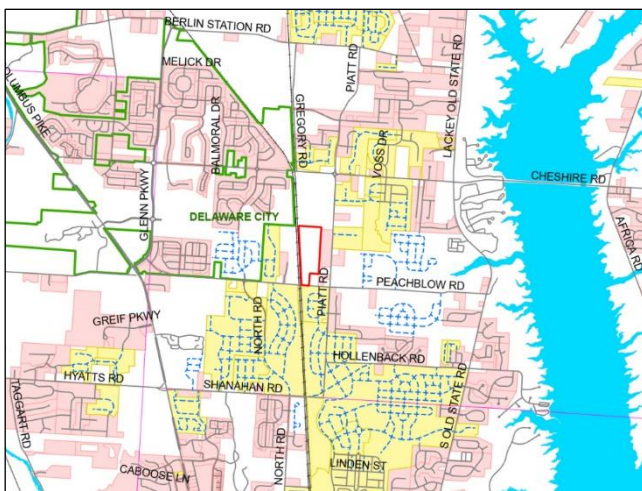 BERLIN STATION RD
MELICK DR
PIATT RD
LACKEY OLD STATE RD
COLUMBUS PIKE
BALMORAL DR
GREGORY RD
VOSS DR
CHESHIRE RD
GLENN PKWY
DELAWARE CITY
AFRICA RD
PIATT RD
PEACHBLOW RD
GREIF PKWY
NORTH RD
HOLLENBACK RD
HYATTS RD
SHANAHAN RD
TAGGART RD
NORTH RD
S OLD STATE RD
LINDEN ST
CABOOSE LN